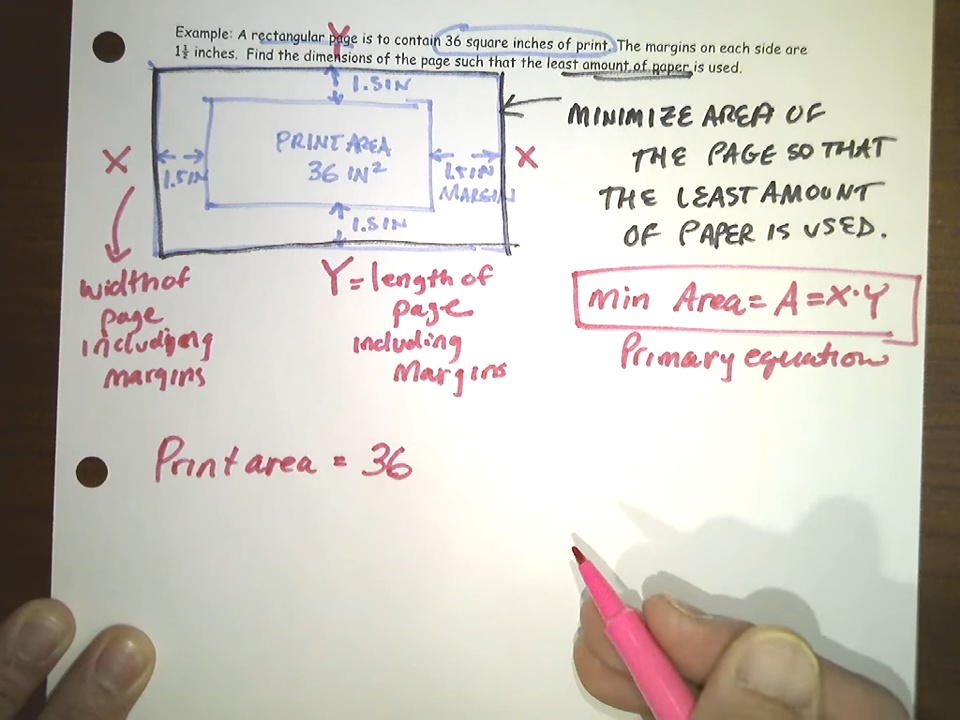 Example: A rectangular page is to contain 36 square inches of print. The margins on each side are
1½ inches. Find the dimensions of the page such that the least amount of paper is used.
Y
1.5IN
PRINT AREA
36 IN²
X
1.5IN
1.5IN
MARGIN
X
1.5IN
MINIMIZE AREA OF
THE PAGE SO THAT
THE LEAST AMOUNT
OF PAPER IS USED.
width of
page
including
margins
Y = length of
page
including
Margins
min Area = A = X·Y
Primary equation
Print area = 36